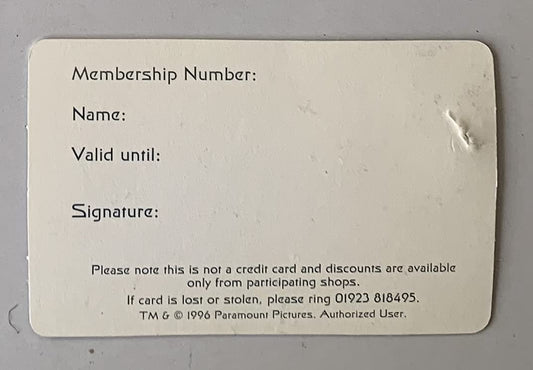 Membership Number:
Name:
Valid until:
Signature:
Please note this is not a credit card and discounts are available
only from participating shops.
If card is lost or stolen, please ring 01923 818495.
TM & © 1996 Paramount Pictures. Authorized User.